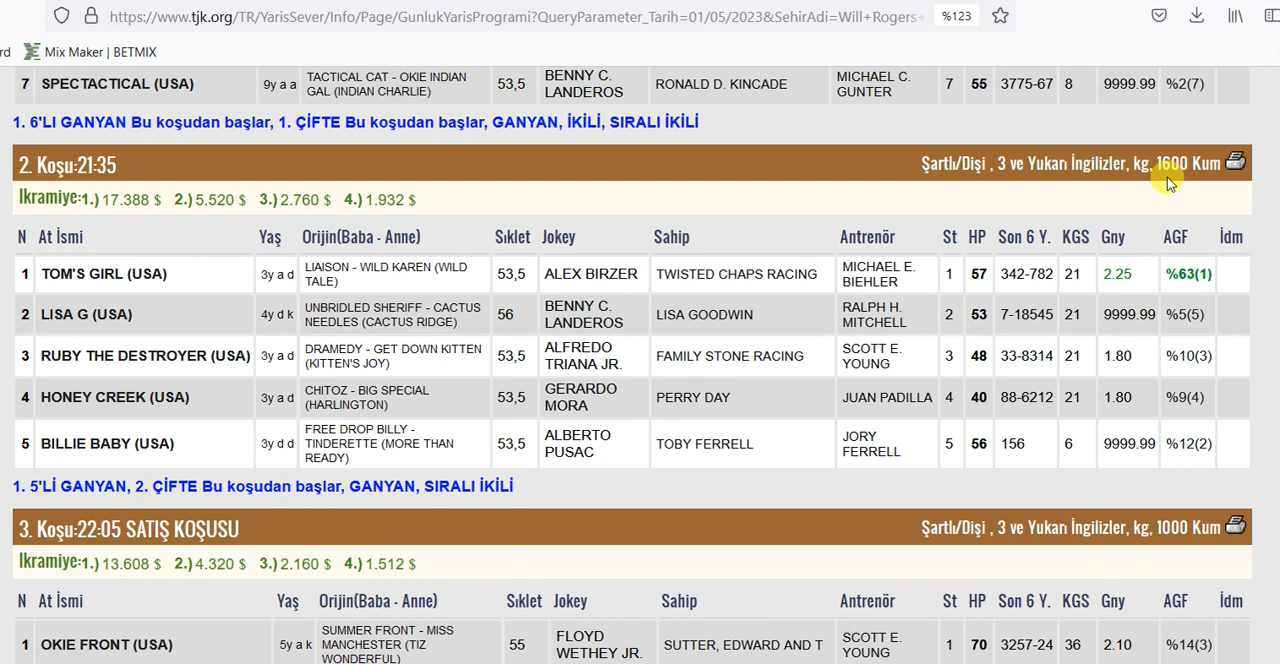 https://www.tjk.org/TR/YarisSever/Info/Page/GunlukYarisProgrami?QueryParameter_Tarih=01/05/2023&SehirAdi=Will+Rogers+ %123
rd Mix Maker | BETMIX
7 SPECTACTICAL (USA) 9y a a TACTICAL CAT - OKIE INDIAN GAL (INDIAN CHARLIE) 53,5 BENNY C. LANDEROS RONALD D. KINCADE MICHAEL C. GUNTER 7 55 3775-67 8 9999.99 %2(7)
1. 6'LI GANYAN Bu koşudan başlar, 1. ÇİFTE Bu koşudan başlar, GANYAN, İKİLİ, SIRALI İKİLİ
2. Koşu:21:35 Şartlı/Dişi , 3 ve Yukarı İngilizler, kg, 1600 Kum
İkramiye:1.) 17.388 $ 2.) 5.520 $ 3.) 2.760 $ 4.) 1.932 $
N At İsmi Yaş Orijin(Baba - Anne) Sıklet Jokey Sahip Antrenör St HP Son 6 Y. KGS Gny AGF İdm
1 TOM'S GIRL (USA) 3y a d LIAISON - WILD KAREN (WILD TALE) 53,5 ALEX BIRZER TWISTED CHAPS RACING MICHAEL E. BIEHLER 1 57 342-782 21 2.25 %63(1)
2 LISA G (USA) 4y d k UNBRIDLED SHERIFF - CACTUS NEEDLES (CACTUS RIDGE) 56 BENNY C. LANDEROS LISA GOODWIN RALPH H. MITCHELL 2 53 7-18545 21 9999.99 %5(5)
3 RUBY THE DESTROYER (USA) 3y a d DRAMEDY - GET DOWN KITTEN (KITTEN'S JOY) 53,5 ALFREDO TRIANA JR. FAMILY STONE RACING SCOTT E. YOUNG 3 48 33-8314 21 1.80 %10(3)
4 HONEY CREEK (USA) 3y a d CHITOZ - BIG SPECIAL (HARLINGTON) 53,5 GERARDO MORA PERRY DAY JUAN PADILLA 4 40 88-6212 21 1.80 %9(4)
5 BILLIE BABY (USA) 3y d d FREE DROP BILLY - TINDERETTE (MORE THAN READY) 53,5 ALBERTO PUSAC TOBY FERRELL JORY FERRELL 5 56 156 6 9999.99 %12(2)
1. 5'Lİ GANYAN, 2. ÇİFTE Bu koşudan başlar, GANYAN, SIRALI İKİLİ
3. Koşu:22:05 SATIŞ KOŞUSU Şartlı/Dişi , 3 ve Yukarı İngilizler, kg, 1000 Kum
İkramiye:1.) 13.608 $ 2.) 4.320 $ 3.) 2.160 $ 4.) 1.512 $
N At İsmi Yaş Orijin(Baba - Anne) Sıklet Jokey Sahip Antrenör St HP Son 6 Y. KGS Gny AGF İdm
1 OKIE FRONT (USA) 5y a k SUMMER FRONT - MISS MANCHESTER (TIZ WONDERFUL) 55 FLOYD WETHEY JR. SUTTER, EDWARD AND T SCOTT E. YOUNG 1 70 3257-24 36 2.10 %14(3)